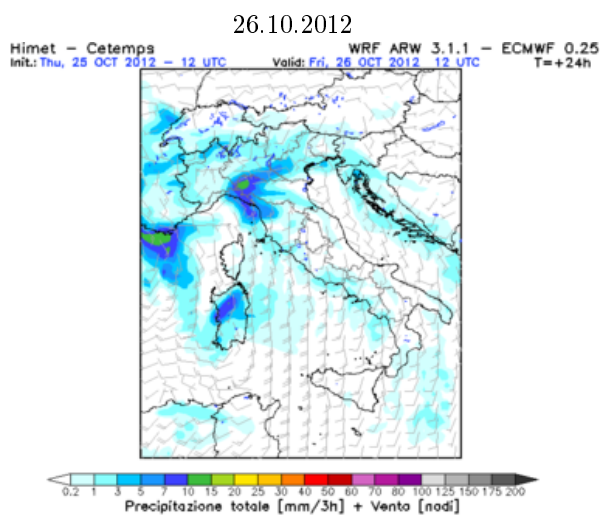 26.10.2012
Himet – Cetemps WRF ARW 3.1.1 – ECMWF 0.25
Init.: Thu, 25 OCT 2012 – 12 UTC Valid: Fri, 26 OCT 2012 12 UTC T=+24h
0.2 1 3 5 7 10 15 20 25 30 40 50 60 70 80 100 125 150 175 200
Precipitazione totale [mm/3h] + Vento [nodi]